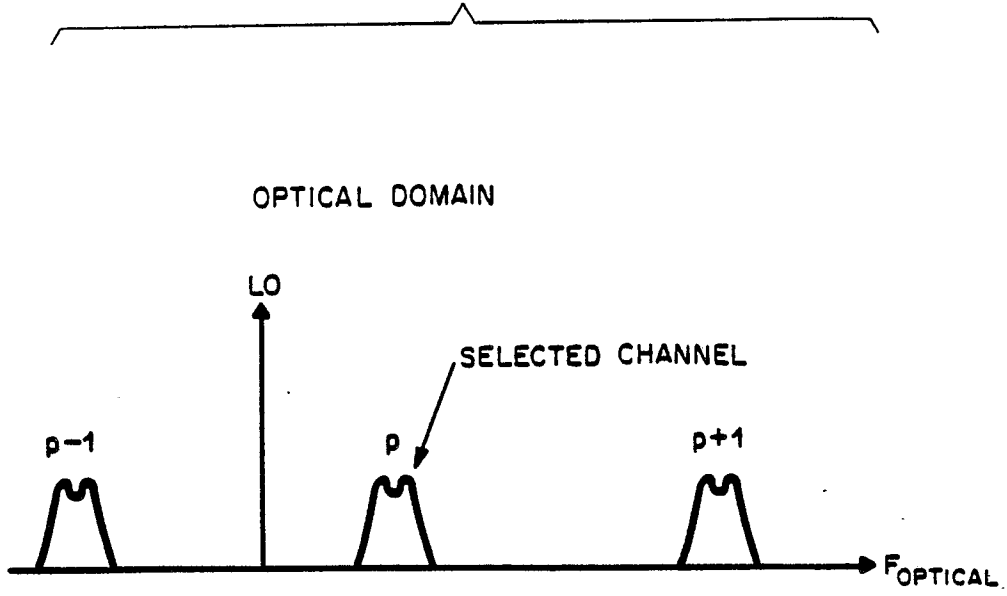 OPTICAL DOMAIN
LO
SELECTED CHANNEL
p-1
p
p+1
FOPTICAL